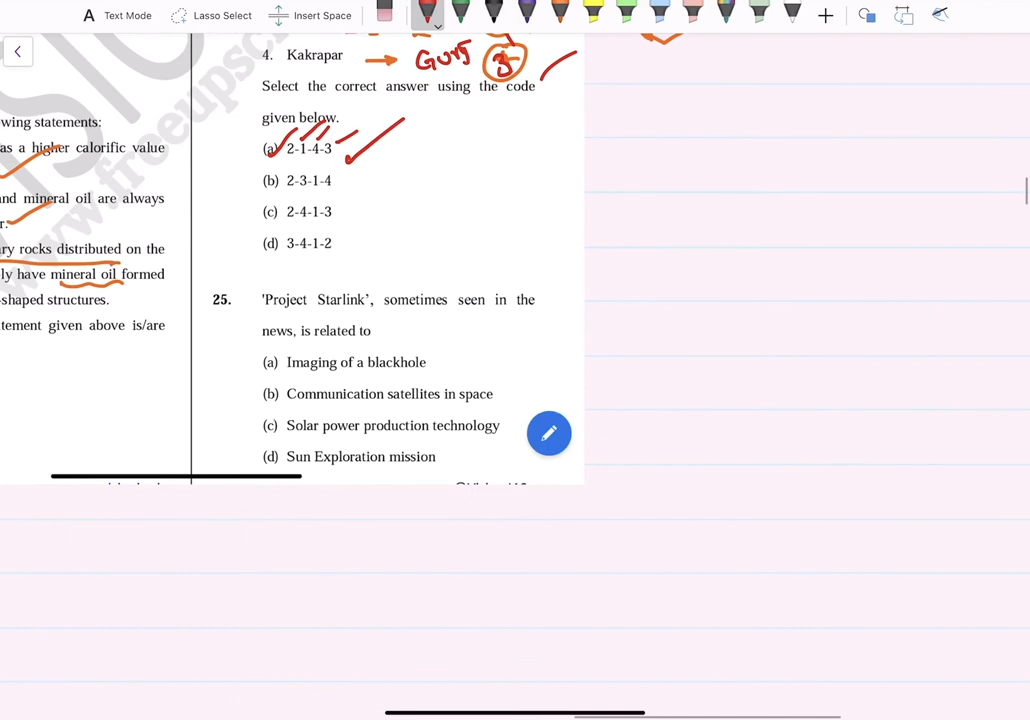 A Text Mode Lasso Select Insert Space
4. Kakrapar → Gurj 3
Select the correct answer using the code
given below.
(a) 2-1-4-3
(b) 2-3-1-4
(c) 2-4-1-3
(d) 3-4-1-2
25. 'Project Starlink', sometimes seen in the
news, is related to
(a) Imaging of a blackhole
(b) Communication satellites in space
(c) Solar power production technology
(d) Sun Exploration mission
wing statements:
as a higher calorific value
nd mineral oil are always
r.
ry rocks distributed on the
ly have mineral oil formed
-shaped structures.
tement given above is/are
www.freeupsc